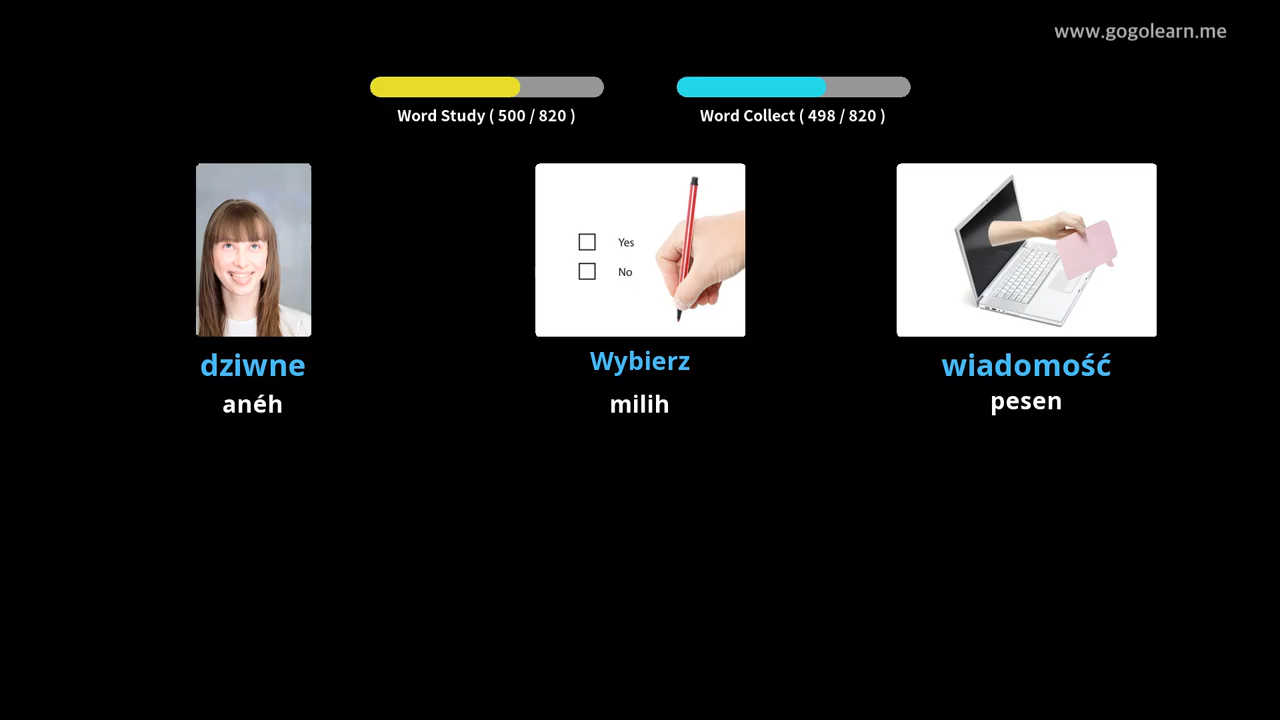 www.gogolearn.me
Word Study ( 500 / 820 )
Word Collect ( 498 / 820 )
Yes
No
dziwne
anéh
Wybierz
milih
wiadomość
pesen